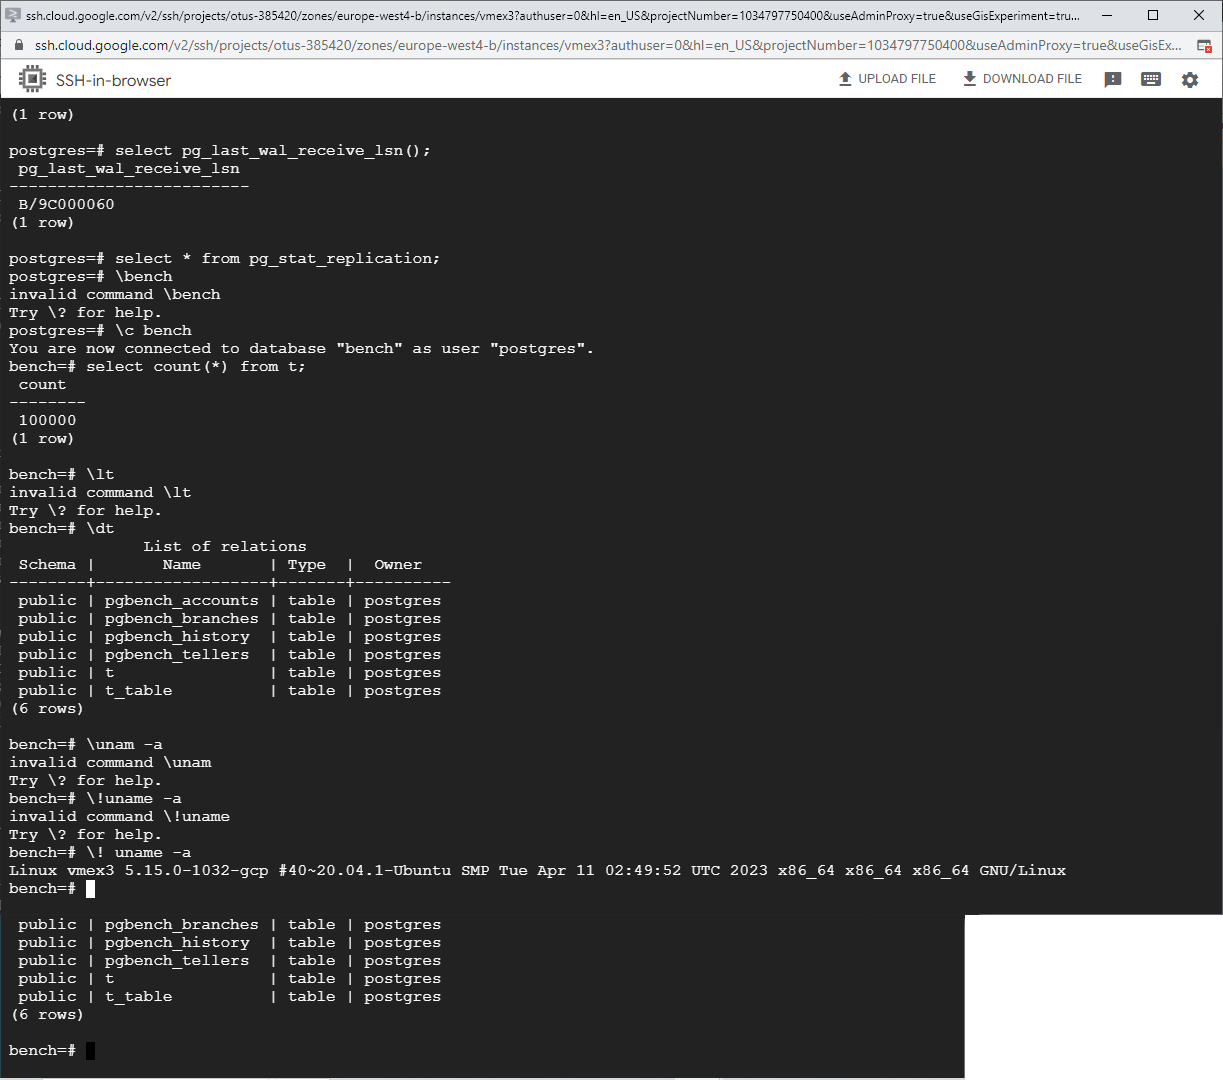 ssh.cloud.google.com/v2/ssh/projects/otus-385420/zones/europe-west4-b/instances/vmex3?authuser=0&hl=en_US&projectNumber=1034797750400&useAdminProxy=true&useGisExperiment=tru...
ssh.cloud.google.com/v2/ssh/projects/otus-385420/zones/europe-west4-b/instances/vmex3?authuser=0&hl=en_US&projectNumber=1034797750400&useAdminProxy=true&useGisEx...
SSH-in-browser
UPLOAD FILE
DOWNLOAD FILE
(1 row)
postgres=# select pg_last_wal_receive_lsn();
pg_last_wal_receive_lsn
-------------------------
B/9C000060
(1 row)
postgres=# select * from pg_stat_replication;
postgres=# \bench
invalid command \bench
Try \? for help.
postgres=# \c bench
You are now connected to database "bench" as user "postgres".
bench=# select count(*) from t;
count
--------
100000
(1 row)
bench=# \lt
invalid command \lt
Try \? for help.
bench=# \dt
List of relations
Schema |       Name       | Type  |  Owner
--------+------------------+-------+----------
public | pgbench_accounts | table | postgres
public | pgbench_branches | table | postgres
public | pgbench_history  | table | postgres
public | pgbench_tellers  | table | postgres
public | t                | table | postgres
public | t_table          | table | postgres
(6 rows)
bench=# \unam -a
invalid command \unam
Try \? for help.
bench=# \!uname -a
invalid command \!uname
Try \? for help.
bench=# \! uname -a
Linux vmex3 5.15.0-1032-gcp #40~20.04.1-Ubuntu SMP Tue Apr 11 02:49:52 UTC 2023 x86_64 x86_64 x86_64 GNU/Linux
bench=#
public | pgbench_branches | table | postgres
public | pgbench_history  | table | postgres
public | pgbench_tellers  | table | postgres
public | t                | table | postgres
public | t_table          | table | postgres
(6 rows)
bench=#